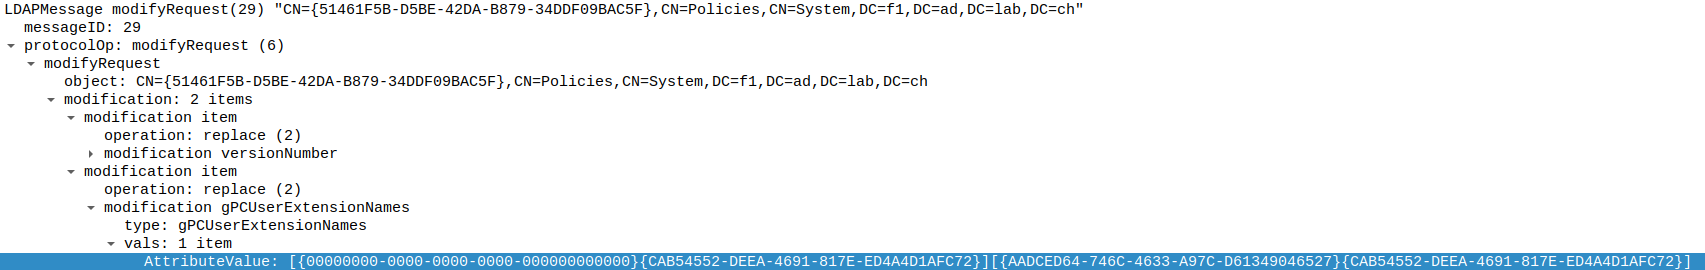 LDAPMessage modifyRequest(29) "CN={51461F5B-D5BE-42DA-B879-34DDF09BAC5F},CN=Policies,CN=System,DC=f1,DC=ad,DC=lab,DC=ch"
messageID: 29
protocolOp: modifyRequest (6)
modifyRequest
object: CN={51461F5B-D5BE-42DA-B879-34DDF09BAC5F},CN=Policies,CN=System,DC=f1,DC=ad,DC=lab,DC=ch
modification: 2 items
modification item
operation: replace (2)
modification versionNumber
modification item
operation: replace (2)
modification gPCUserExtensionNames
type: gPCUserExtensionNames
vals: 1 item
AttributeValue: [{00000000-0000-0000-0000-000000000000}{CAB54552-DEEA-4691-817E-ED4A4D1AFC72}][{AADCED64-746C-4633-A97C-D61349046527}{CAB54552-DEEA-4691-817E-ED4A4D1AFC72}]